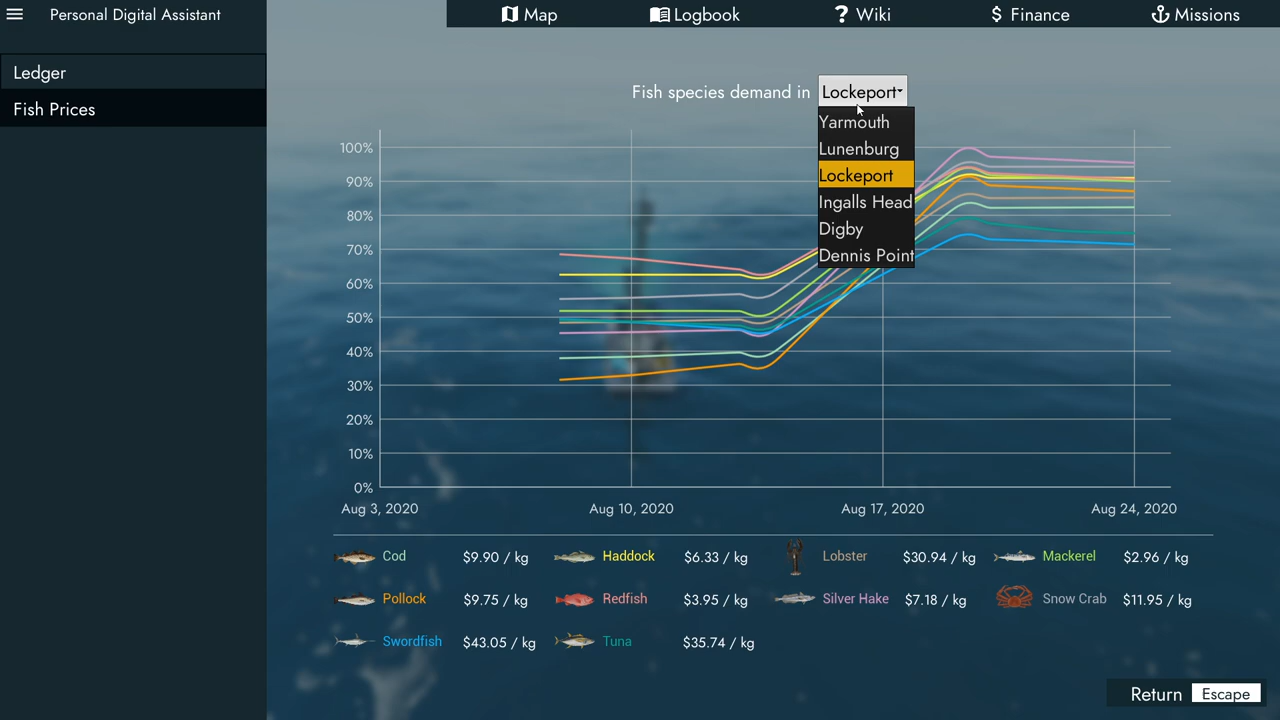 Personal Digital Assistant
Map
Logbook
? Wiki
$ Finance
Missions
Ledger
Fish Prices
Fish species demand in Lockeport
Yarmouth
Lunenburg
Lockeport
Ingalls Head
Digby
Dennis Point
100%
90%
80%
70%
60%
50%
40%
30%
20%
10%
0%
Aug 3, 2020 Aug 10, 2020 Aug 17, 2020 Aug 24, 2020
Cod $9.90 / kg Haddock $6.33 / kg Lobster $30.94 / kg Mackerel $2.96 / kg
Pollock $9.75 / kg Redfish $3.95 / kg Silver Hake $7.18 / kg Snow Crab $11.95 / kg
Swordfish $43.05 / kg Tuna $35.74 / kg
Return Escape